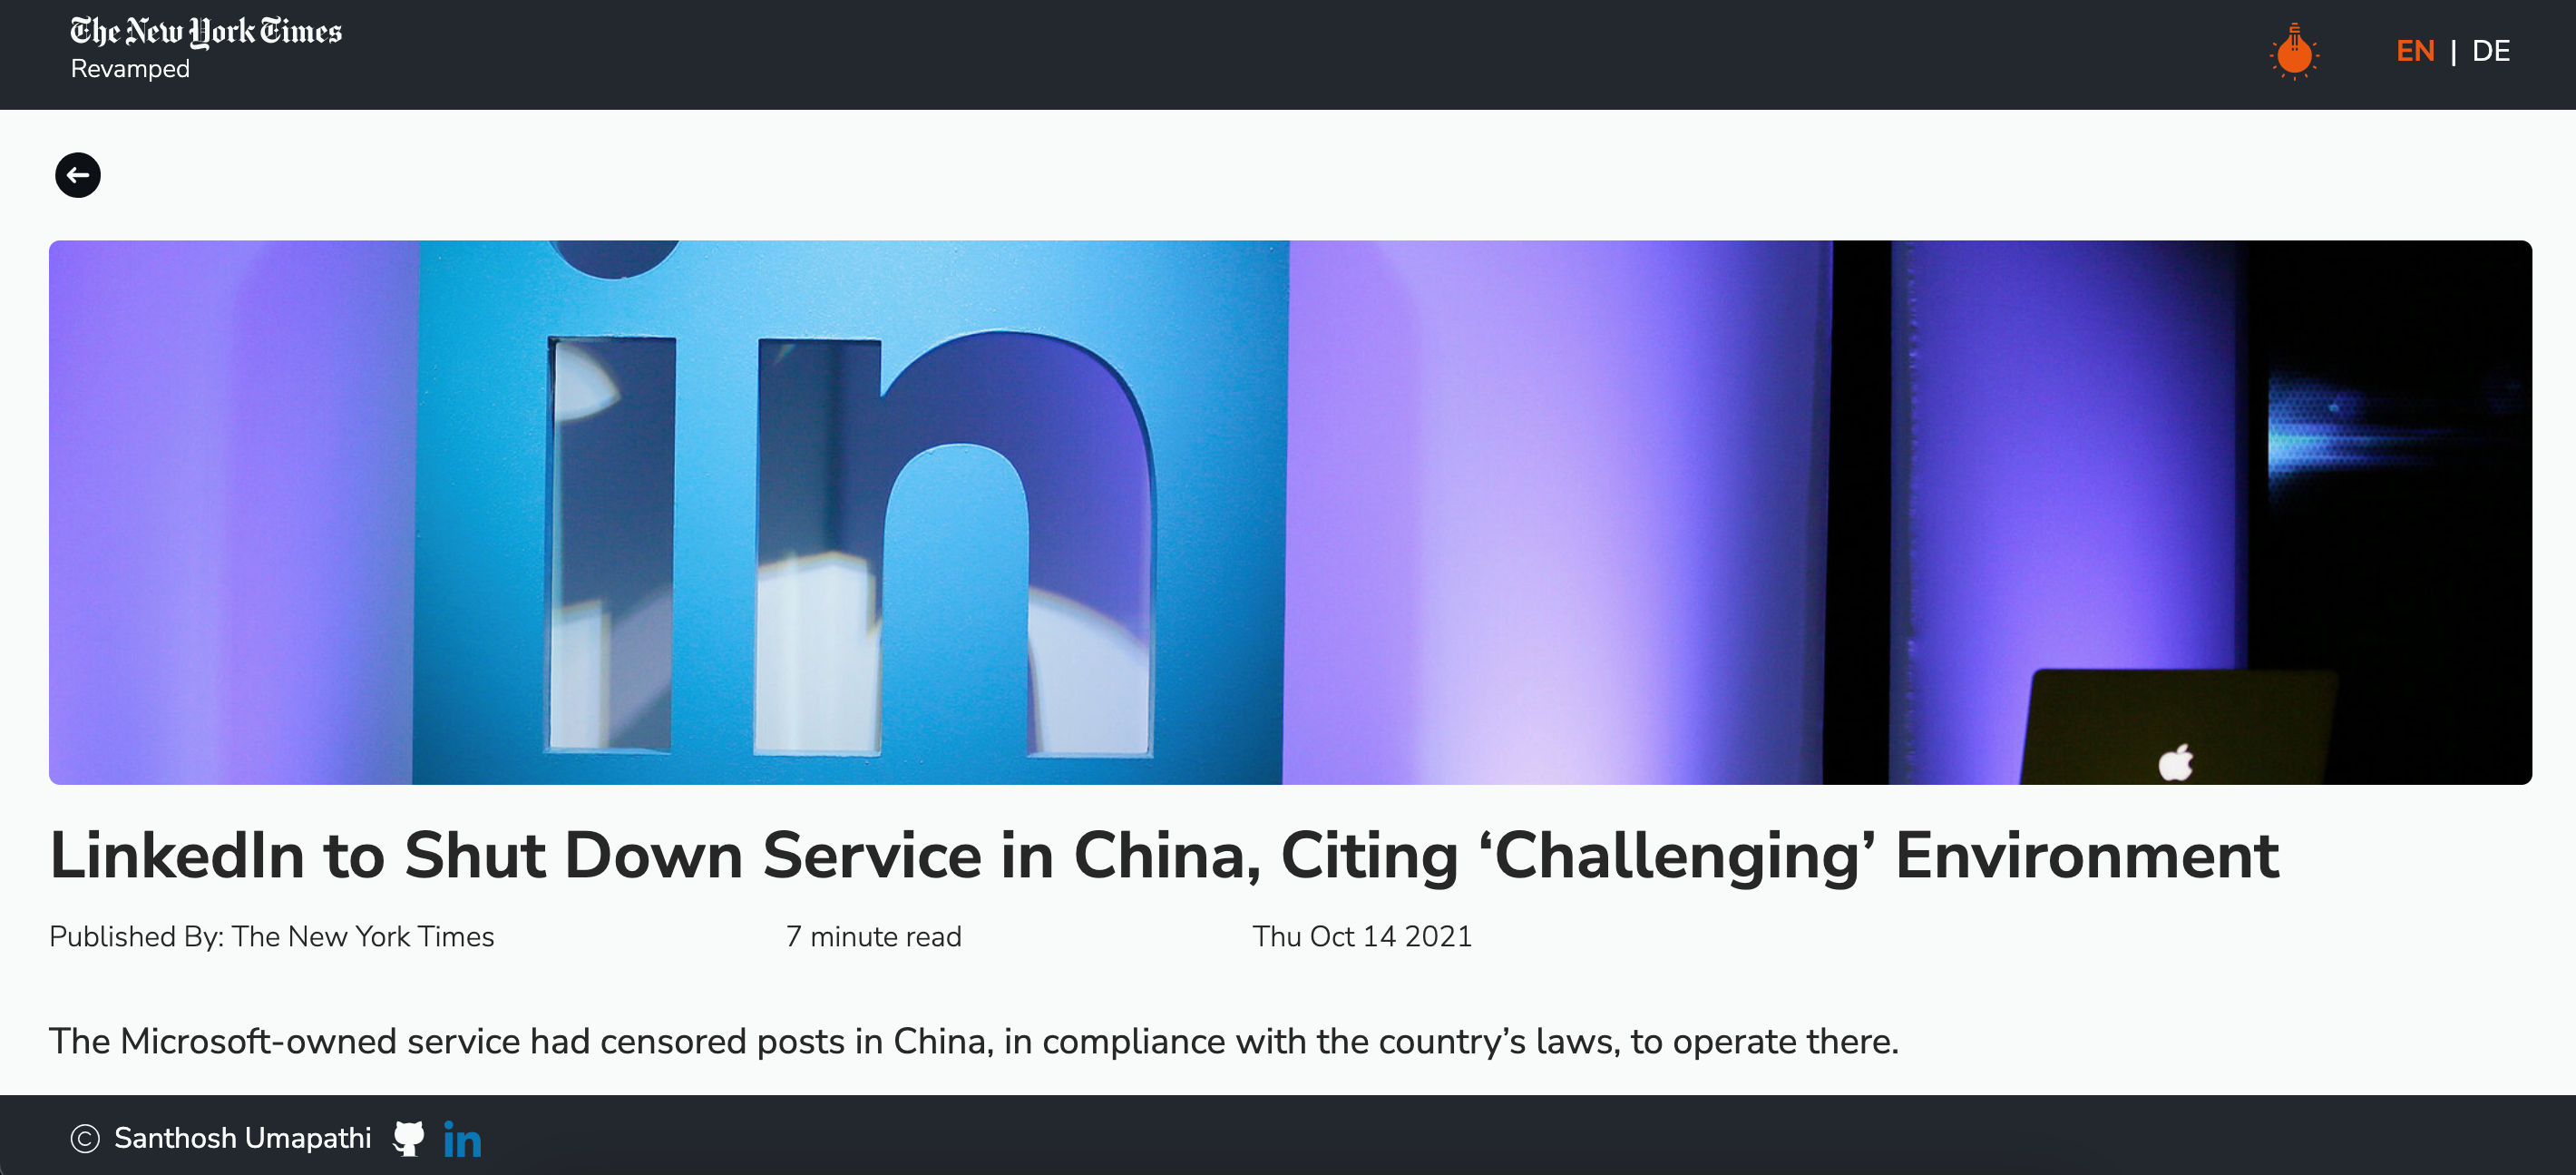 The New York Times
Revamped
EN | DE
in
LinkedIn to Shut Down Service in China, Citing ‘Challenging’ Environment
Published By: The New York Times 7 minute read Thu Oct 14 2021
The Microsoft-owned service had censored posts in China, in compliance with the country’s laws, to operate there.
© Santhosh Umapathi in